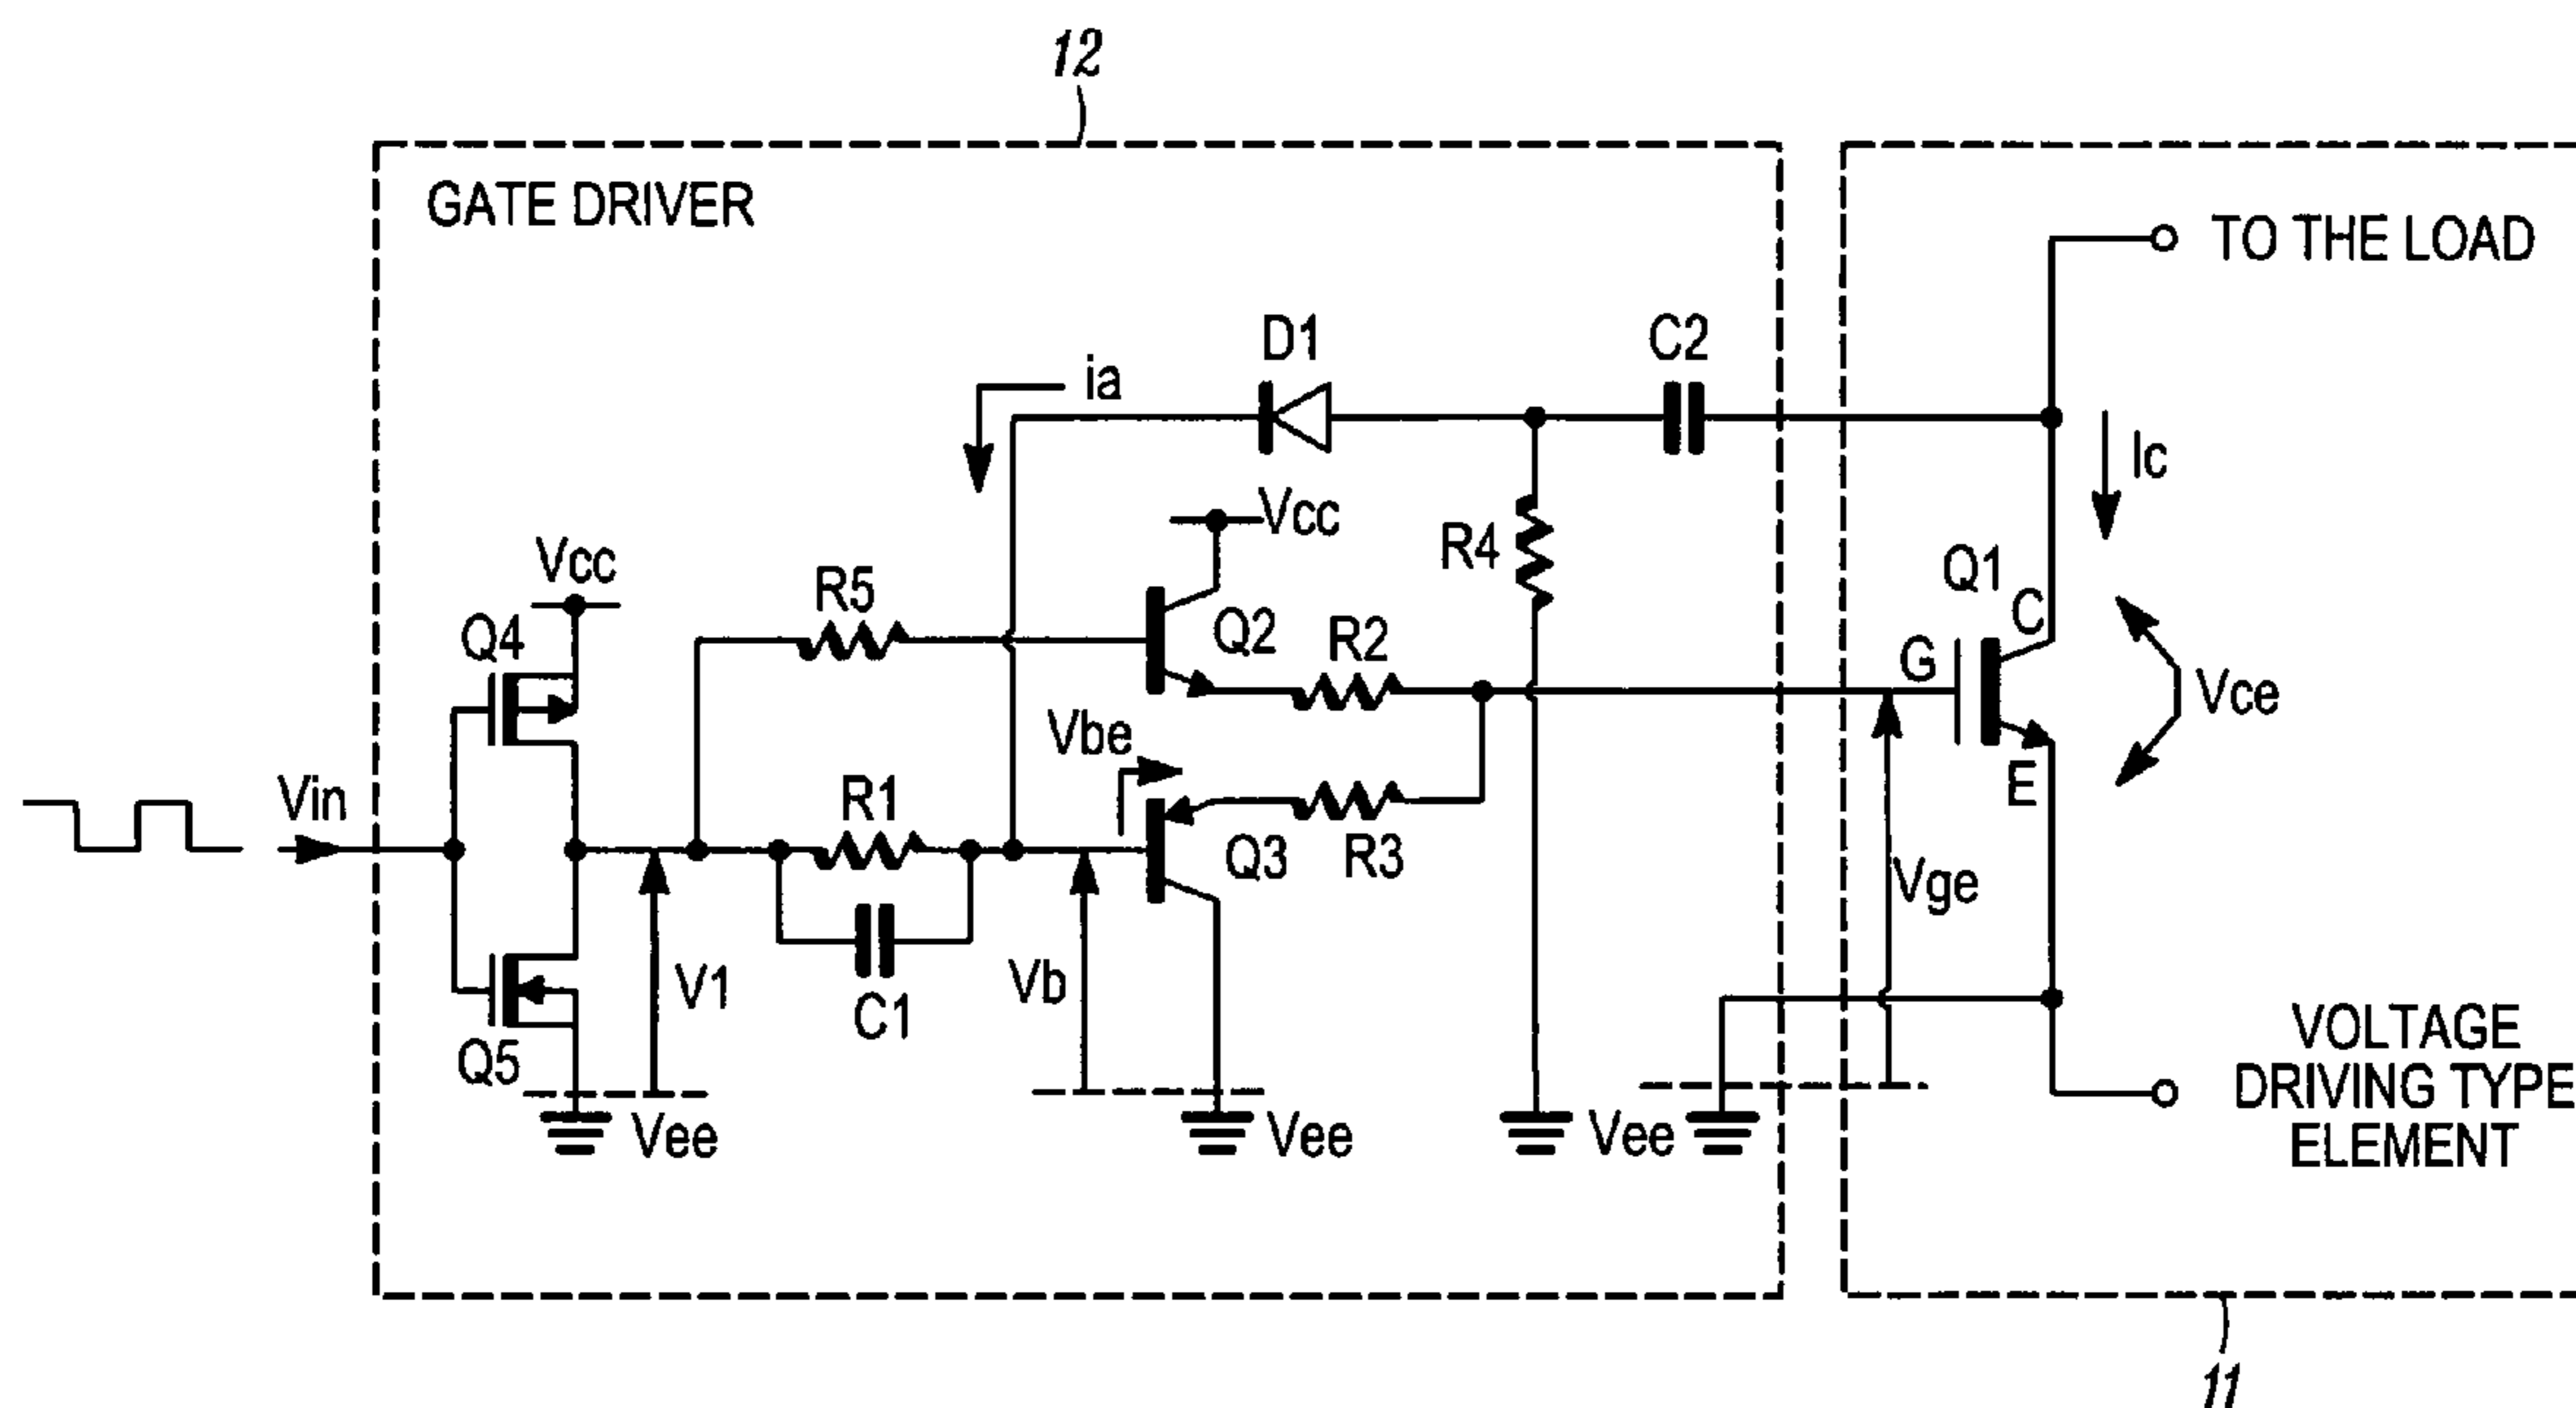 12
GATE DRIVER
TO THE LOAD
D1
C2
ia
Ic
Vcc
R4
Vcc
R5
Q1
C
Q4
Q2
R2
G
Vce
Vbe
E
Vin
R1
Q3
R3
Vge
V1
Vb
C1
Q5
VOLTAGE
DRIVING TYPE
ELEMENT
Vee
Vee
Vee
11